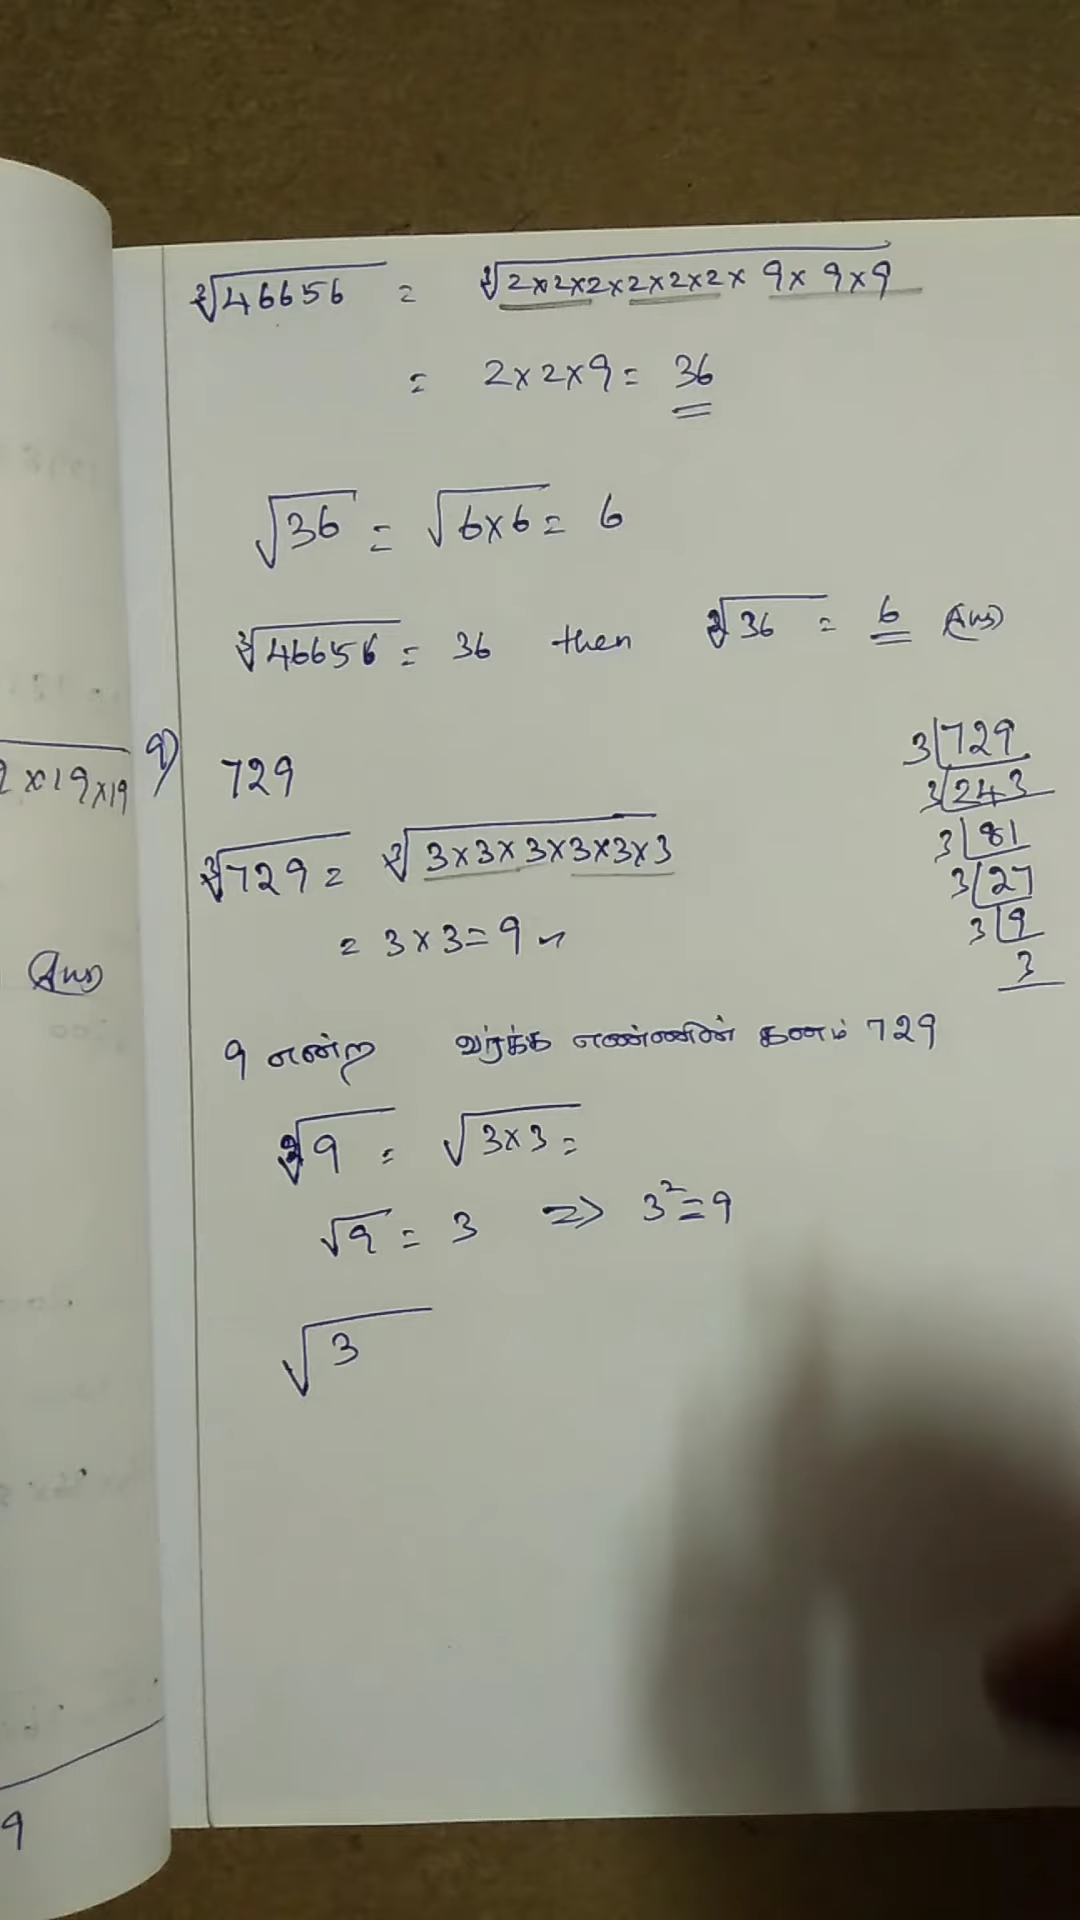 ∛46656 = ∛2×2×2×2×2×2×9×9×9
= 2×2×9 = 36
√36 = √6×6 = 6
∛46656 = 36 then ²√36 = 6 (Ans)
2×19×19
9) 729
∛729 = ∛3×3×3×3×3×3
= 3×3=9
3|729
3|243
3|81
3|27
3|9
3
(Ans)
9 என்ற வர்க்க எண்ணின் கனம் 729
²√9 = √3×3 =
√9 = 3 => 3²=9
√3
9